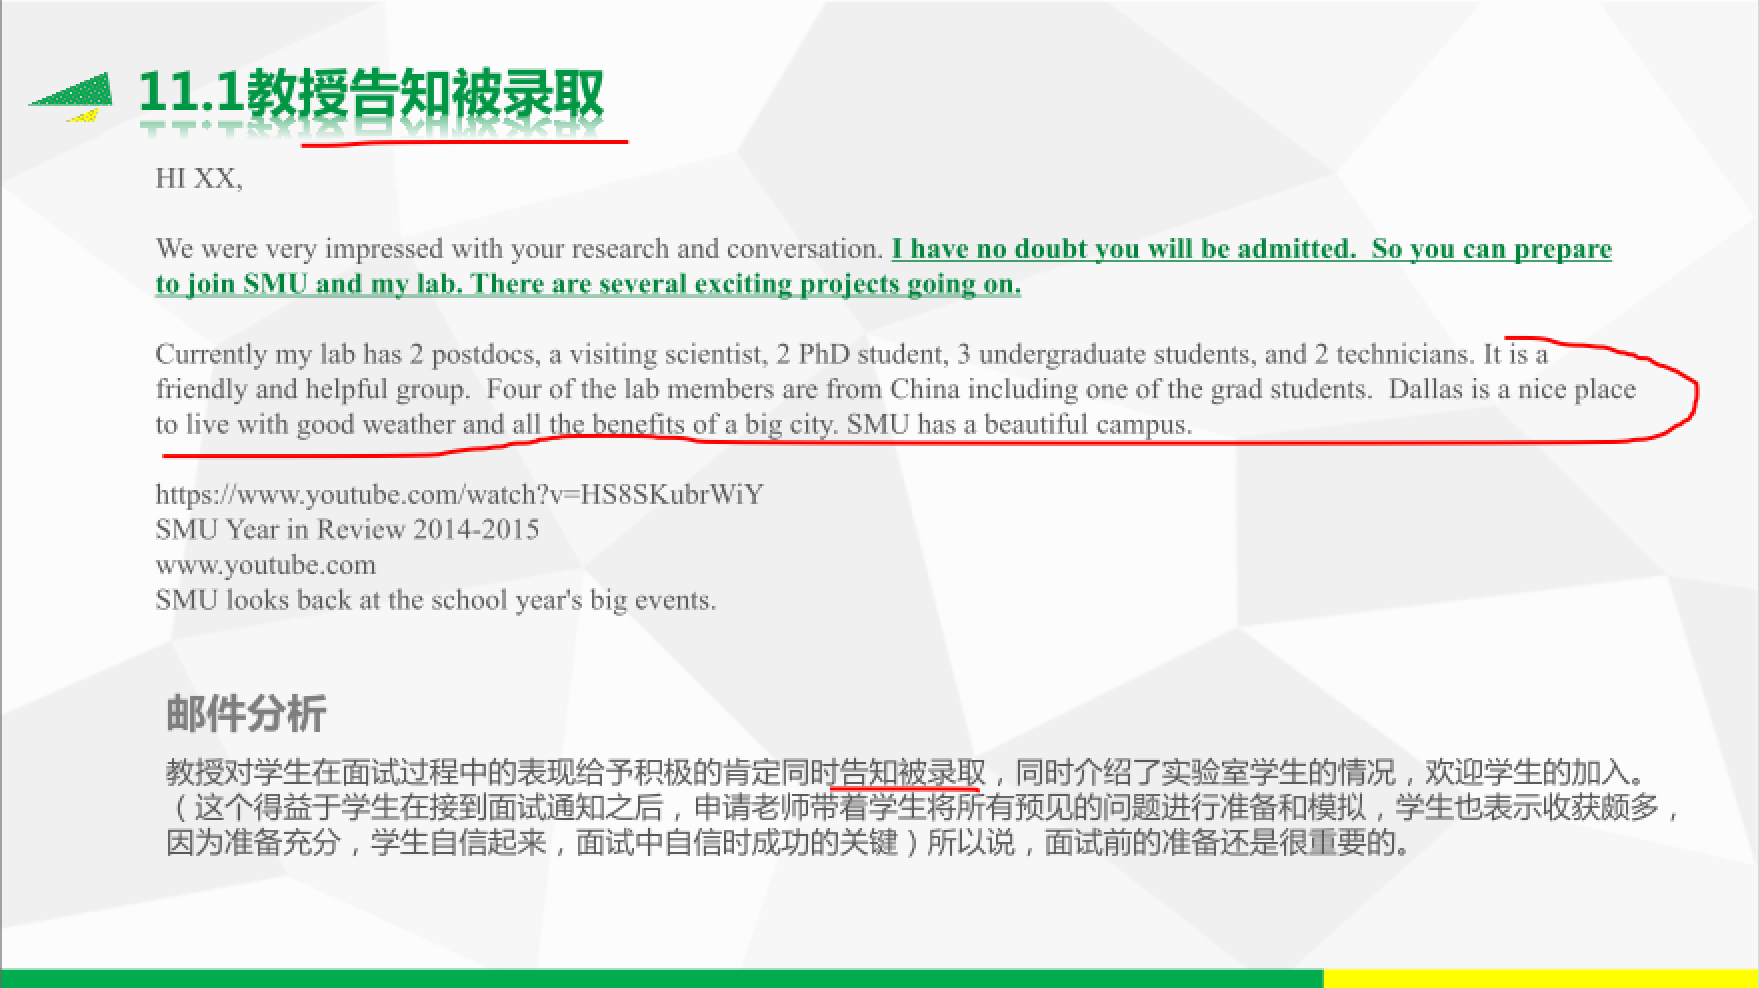 11.1教授告知被录取
HI XX,
We were very impressed with your research and conversation. I have no doubt you will be admitted.  So you can prepare
to join SMU and my lab. There are several exciting projects going on.
Currently my lab has 2 postdocs, a visiting scientist, 2 PhD student, 3 undergraduate students, and 2 technicians. It is a
friendly and helpful group.  Four of the lab members are from China including one of the grad students.  Dallas is a nice place
to live with good weather and all the benefits of a big city. SMU has a beautiful campus.
https://www.youtube.com/watch?v=HS8SKubrWiY
SMU Year in Review 2014-2015
www.youtube.com
SMU looks back at the school year's big events.
邮件分析
教授对学生在面试过程中的表现给予积极的肯定同时告知被录取，同时介绍了实验室学生的情况，欢迎学生的加入。
（这个得益于学生在接到面试通知之后，申请老师带着学生将所有预见的问题进行准备和模拟，学生也表示收获颇多，
因为准备充分，学生自信起来，面试中自信时成功的关键）所以说，面试前的准备还是很重要的。